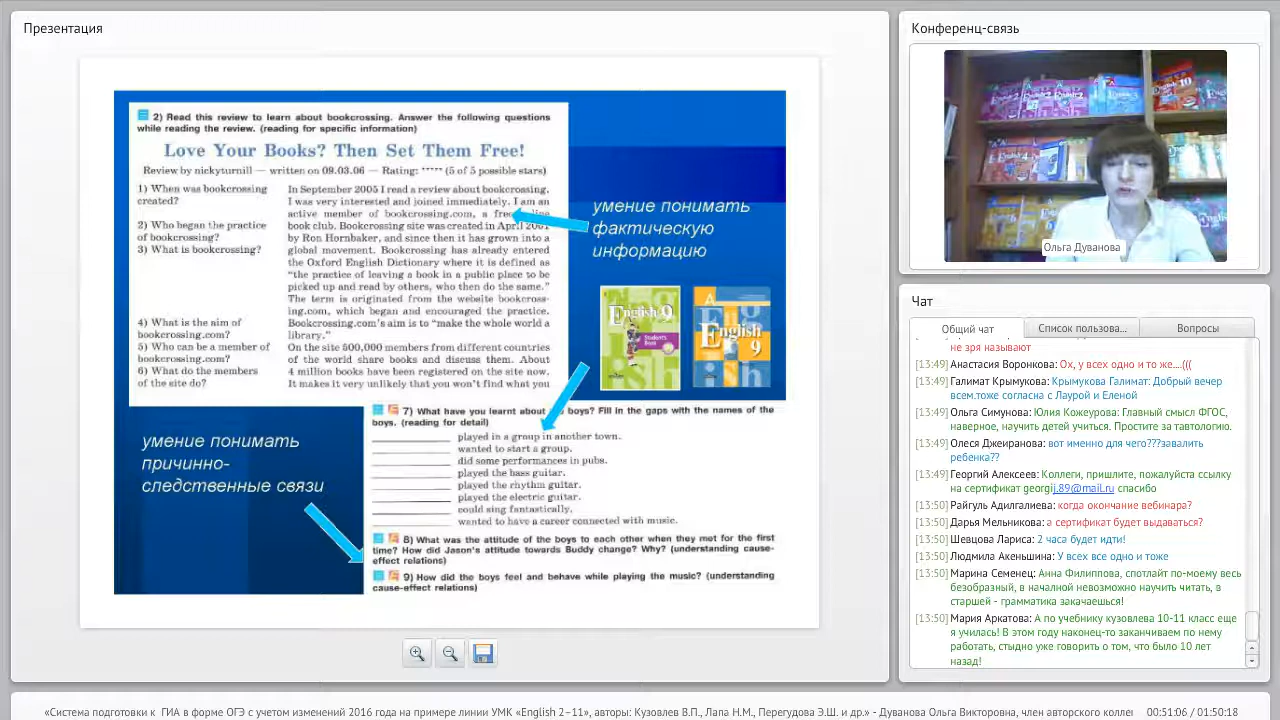 Презентация
2) Read this review to learn about bookcrossing. Answer the following questions
while reading the review. (reading for specific information)
Love Your Books? Then Set Them Free!
Review by nickyturnill — written on 09.03.06 — Rating: ***** (5 of 5 possible stars)
1) When was bookcrossing
created?
2) Who began the practice
of bookcrossing?
3) What is bookcrossing?
4) What is the aim of
bookcrossing.com?
5) Who can be a member of
bookcrossing.com?
6) What do the members
of the site do?
In September 2005 I read a review about bookcrossing.
I was very interested and joined immediately. I am an
active member of bookcrossing.com, a
book club. Bookcrossing site was created in April 2001
by Ron Hornbaker, and since then it has grown into a
global movement. Bookcrossing has already entered
the Oxford English Dictionary where it is defined as
“the practice of leaving a book in a public place to be
picked up and read by others, who then do the same.”
The term is originated from the website bookcross-
ing.com, which began and encouraged the practice.
Bookcrossing.com’s aim is to “make the whole world a
library.”
On the site 500,000 members from different countries
of the world share books and discuss them. About
4 million books have been registered on the site now.
It makes it very unlikely that you won’t find what you
умение понимать
фактическую
информацию
English 9
Student's Book
English 9
7) What have you learnt about boys? Fill in the gaps with the names of the
boys. (reading for detail)
played in a group in another town.
wanted to start a group.
did some performances in pubs.
played the bass guitar.
played the rhythm guitar.
played the electric guitar.
could sing fantastically.
wanted to have a career connected with music.
8) What was the attitude of the boys to each other when they met for the first
time? How did Jason's attitude towards Buddy change? Why? (understanding cause-
effect relations)
9) How did the boys feel and behave while playing the music? (understanding
cause-effect relations)
умение понимать
причинно-
следственные связи
Конференц-связь
Ольга Дуванова
Чат
Общий чат
Список пользова...
Вопросы
не зря называют
[13:49] Анастасия Воронкова: Ох, у всех одно и то же....(((
[13:49] Галимат Крымукова: Крымукова Галимат: Добрый вечер
всем.тоже согласна с Лаурой и Еленой
[13:49] Ольга Симунова: Юлия Кожеурова: Главный смысл ФГОС,
наверное, научить детей учиться. Простите за тавтологию.
[13:49] Олеся Джеиранова: вот именно для чего???завалить
ребенка??
[13:49] Георгий Алексеев: Коллеги, пришлите, пожалуйста ссылку
на сертификат georgij.89@mail.ru спасибо
[13:50] Райгуль Адилгалиева: когда окончание вебинара?
[13:50] Дарья Мельникова: а сертификат будет выдаваться?
[13:50] Шевцова Лариса: 2 часа будет идти!
[13:50] Людмила Акеньшина: У всех все одно и тоже
[13:50] Марина Семенец: Анна Филиппова, спотлайт по-моему весь
безобразный, в началной невозможно научить читать, в
старшей - грамматика закачаешься!
[13:50] Мария Аркатова: А по учебнику кузовлева 10-11 класс еще
я училась! В этом году наконец-то заканчиваем по нему
работать, стыдно уже говорить о том, что было 10 лет
назад!
«Система подготовки к ГИА в форме ОГЭ с учетом изменений 2016 года на примере линии УМК «English 2–11», авторы: Кузовлев В.П., Лапа Н.М., Перегудова Э.Ш. и др.» - Дуванова Ольга Викторовна, член авторского коллек
00:51:06 / 01:50:18